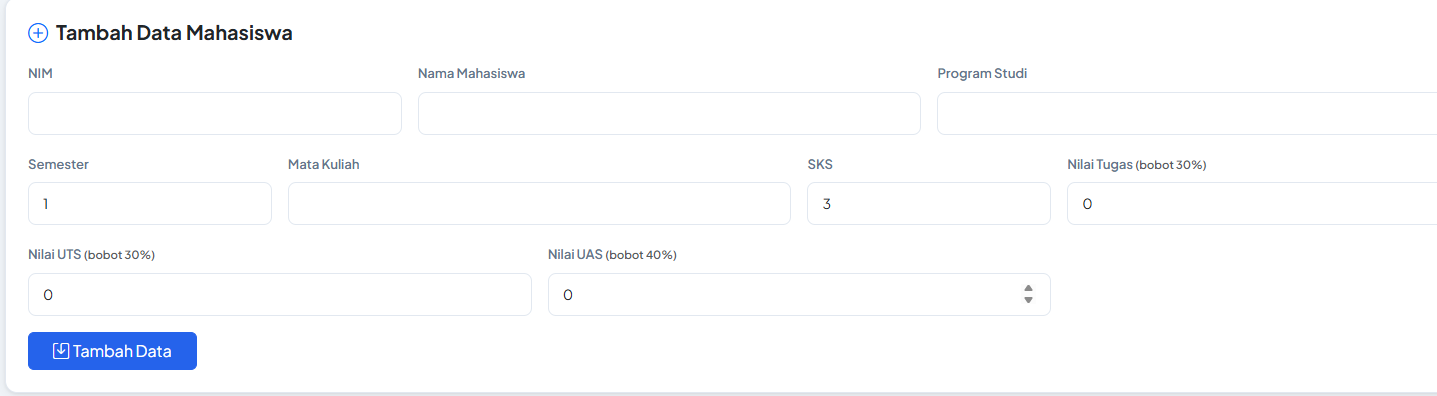 Tambah Data Mahasiswa
NIM Nama Mahasiswa Program Studi
Semester Mata Kuliah SKS Nilai Tugas (bobot 30%)
1 3 0
Nilai UTS (bobot 30%) Nilai UAS (bobot 40%)
0 0
Tambah Data